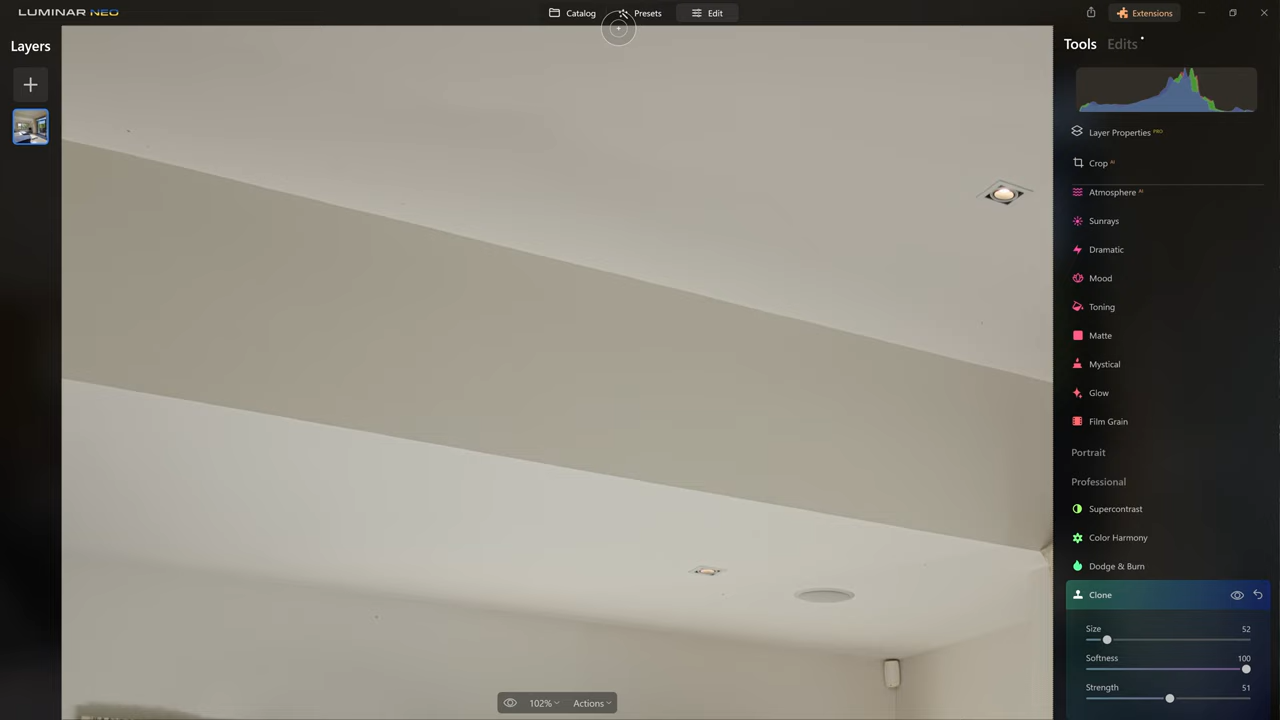 LUMINAR NEO
Catalog
Presets
Edit
Extensions
Layers
Tools
Edits
Layer Properties PRO
Crop AI
Atmosphere AI
Sunrays
Dramatic
Mood
Toning
Matte
Mystical
Glow
Film Grain
Portrait
Professional
Supercontrast
Color Harmony
Dodge & Burn
Clone
Size 52
Softness 100
Strength 51
102%
Actions